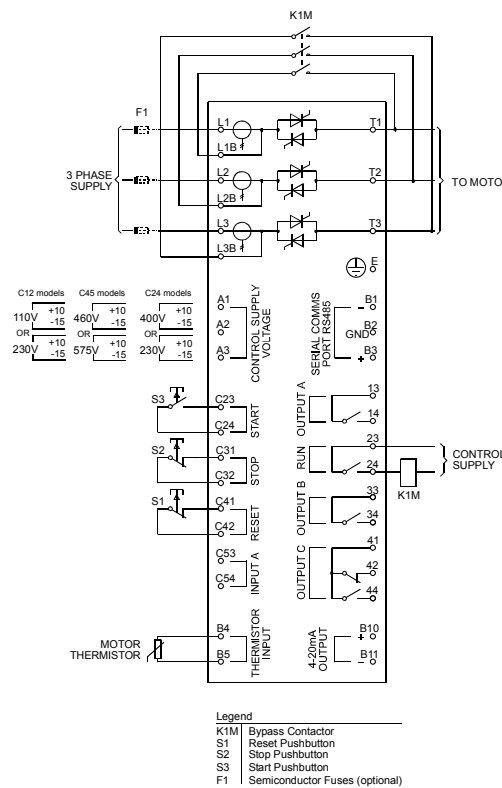 K1M
F1
L1
T1
L1B
3 PHASE
SUPPLY
L2
T2
TO MOTO
L2B
L3
T3
L3B
E
C12 models
C45 models
C24 models
110V +10 -15
460V +10 -15
400V +10 -15
OR
OR
OR
230V +10 -15
575V +10 -15
230V +10 -15
A1
A2
A3
CONTROL SUPPLY
VOLTAGE
SERIAL COMMS
PORT RS485
- B1
GND B2
+ B3
S3
C23
C24
START
OUTPUT A
13
14
S2
C31
C32
STOP
RUN
23
24
CONTROL
SUPPLY
K1M
S1
C41
C42
RESET
OUTPUT B
33
34
C53
C54
INPUT A
OUTPUT C
41
42
44
MOTOR
THERMISTOR
B4
B5
THERMISTOR
INPUT
4-20mA
OUTPUT
+ B10
- B11
Legend
K1M Bypass Contactor
S1 Reset Pushbutton
S2 Stop Pushbutton
S3 Start Pushbutton
F1 Semiconductor Fuses (optional)